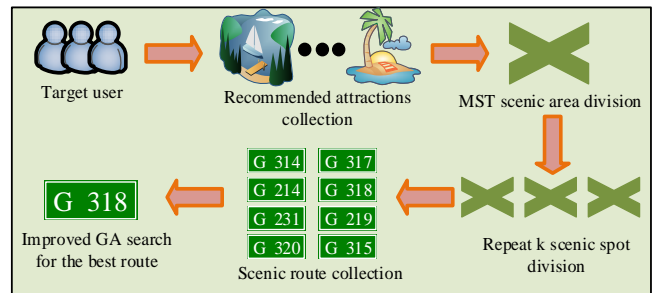 Target user
Recommended attractions
collection
MST scenic area division
G 314
G 317
G 214
G 318
G 231
G 219
G 320
G 315
Scenic route collection
Repeat k scenic spot
division
G 318
Improved GA search
for the best route